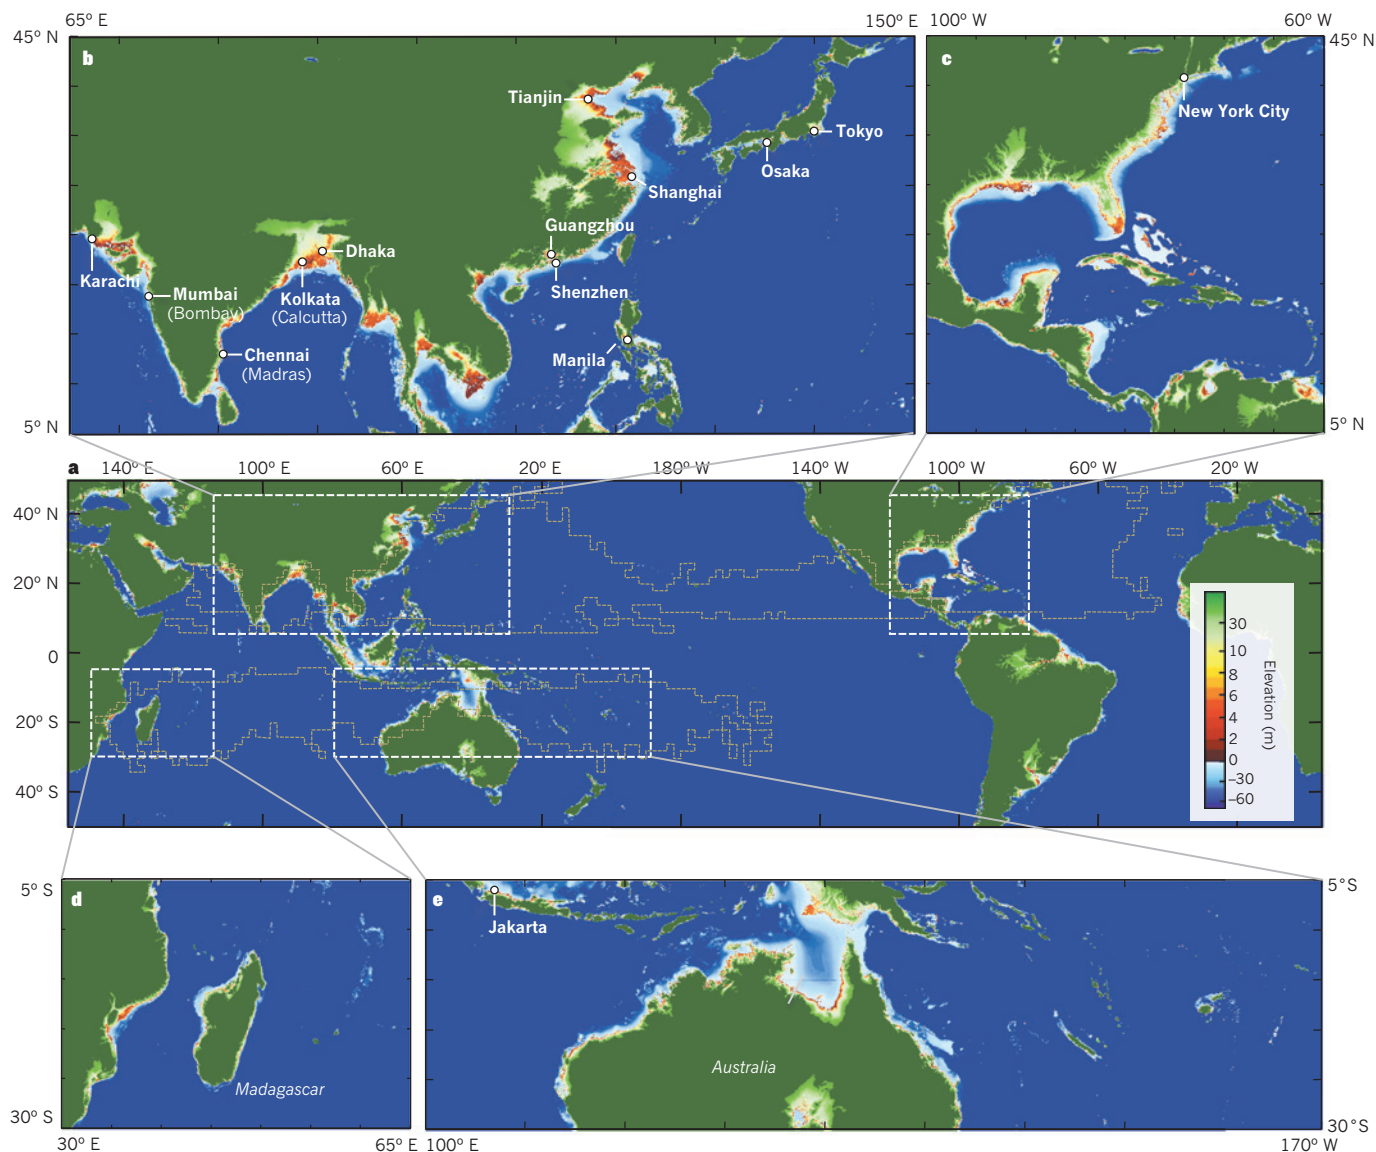 65° E
150° E
100° W
60° W
45° N
45° N
b
c
Tianjin
New York City
Tokyo
Osaka
Shanghai
Guangzhou
Dhaka
Karachi
Mumbai
(Bombay)
Kolkata
(Calcutta)
Shenzhen
Chennai
(Madras)
Manila
5° N
5° N
a
140° E
100° E
60° E
20° E
180° W
140° W
100° W
60° W
20° W
40° N
20° N
0
20° S
40° S
30
10
8
6
4
2
0
–30
–60
Elevation (m)
5° S
d
e
5°S
Jakarta
Australia
Madagascar
30° S
30°S
30° E
65° E
100° E
170° W